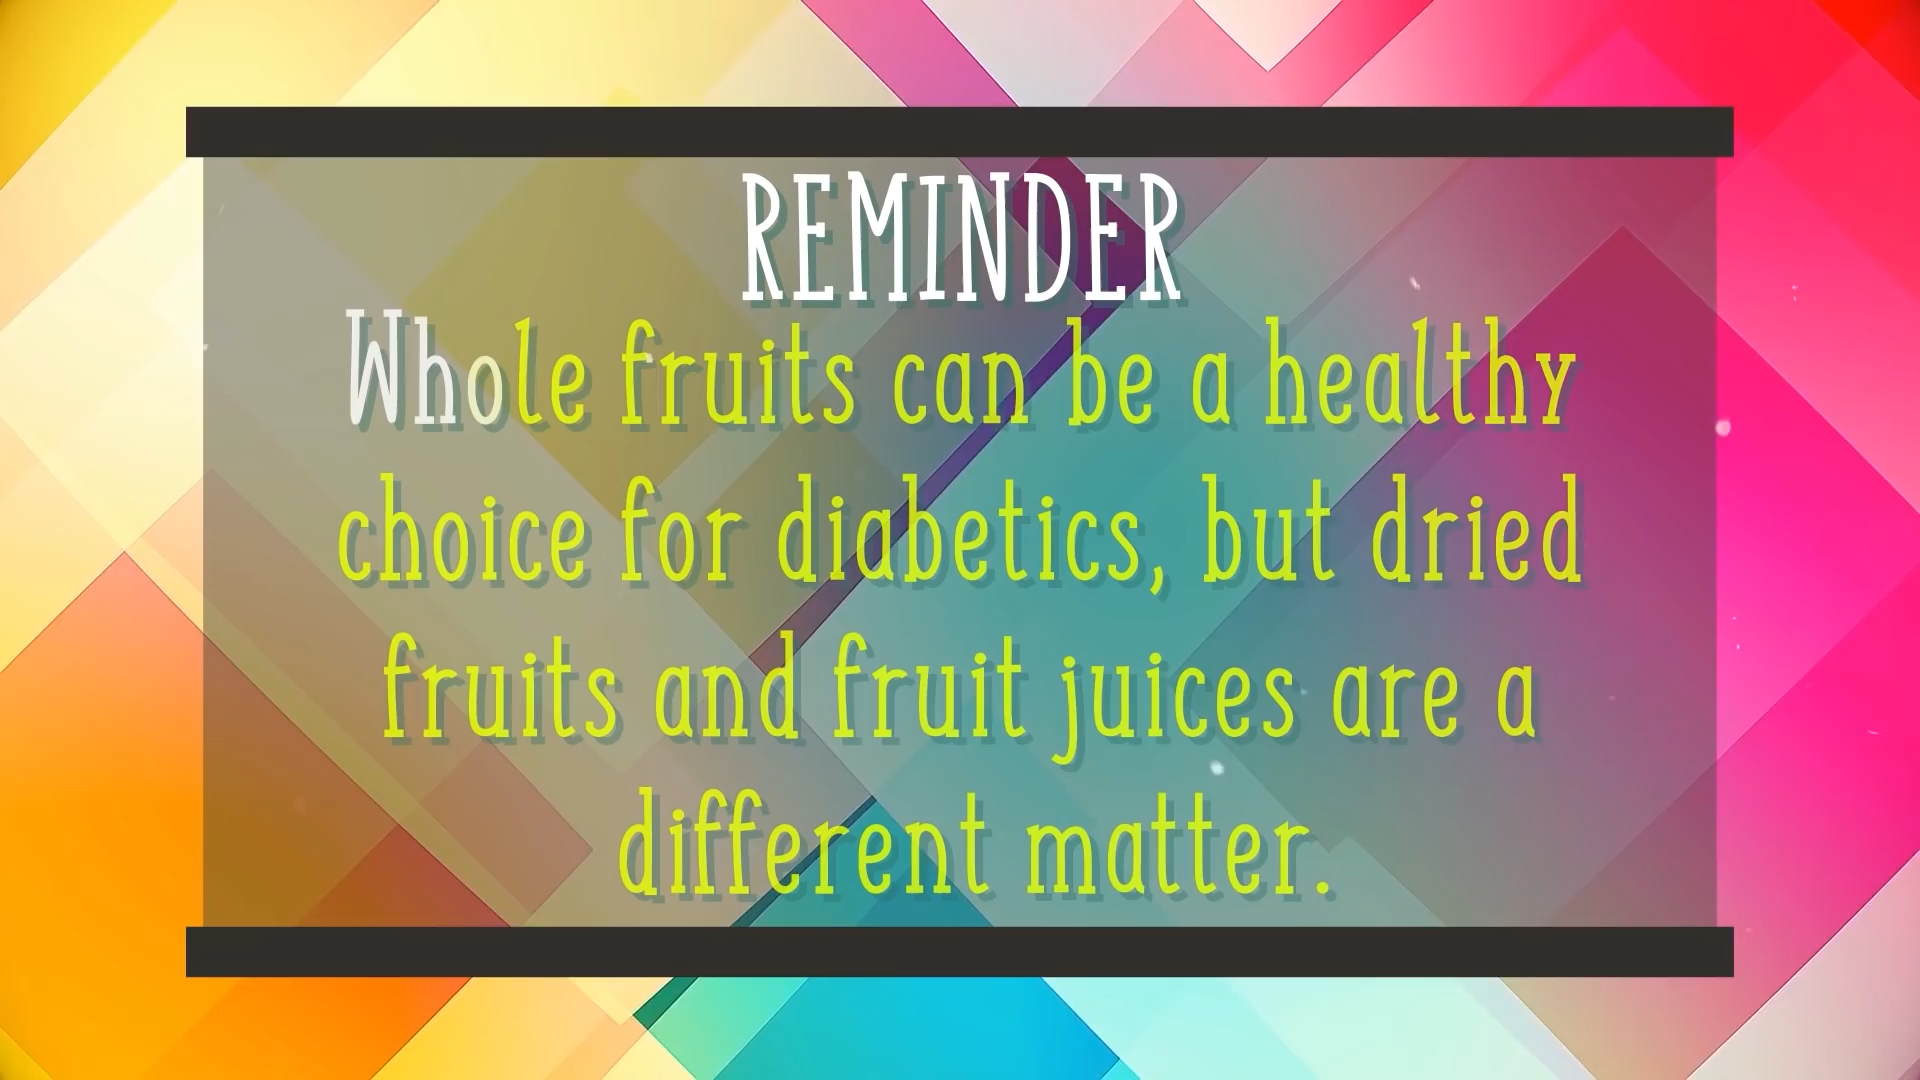 REMINDER
Whole fruits can be a healthy
choice for diabetics, but dried
fruits and fruit juices are a
different matter.